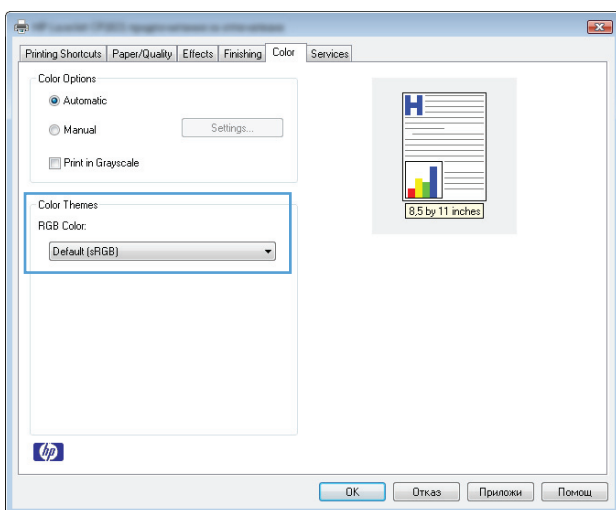 Printing Shortcuts Paper/Quality Effects Finishing Color Services
Color Options
Automatic
Manual
Settings...
Print in Grayscale
Color Themes
RGB Color:
Default (sRGB)
H
8,5 by 11 inches
hp
OK Отказ Приложи Помощ